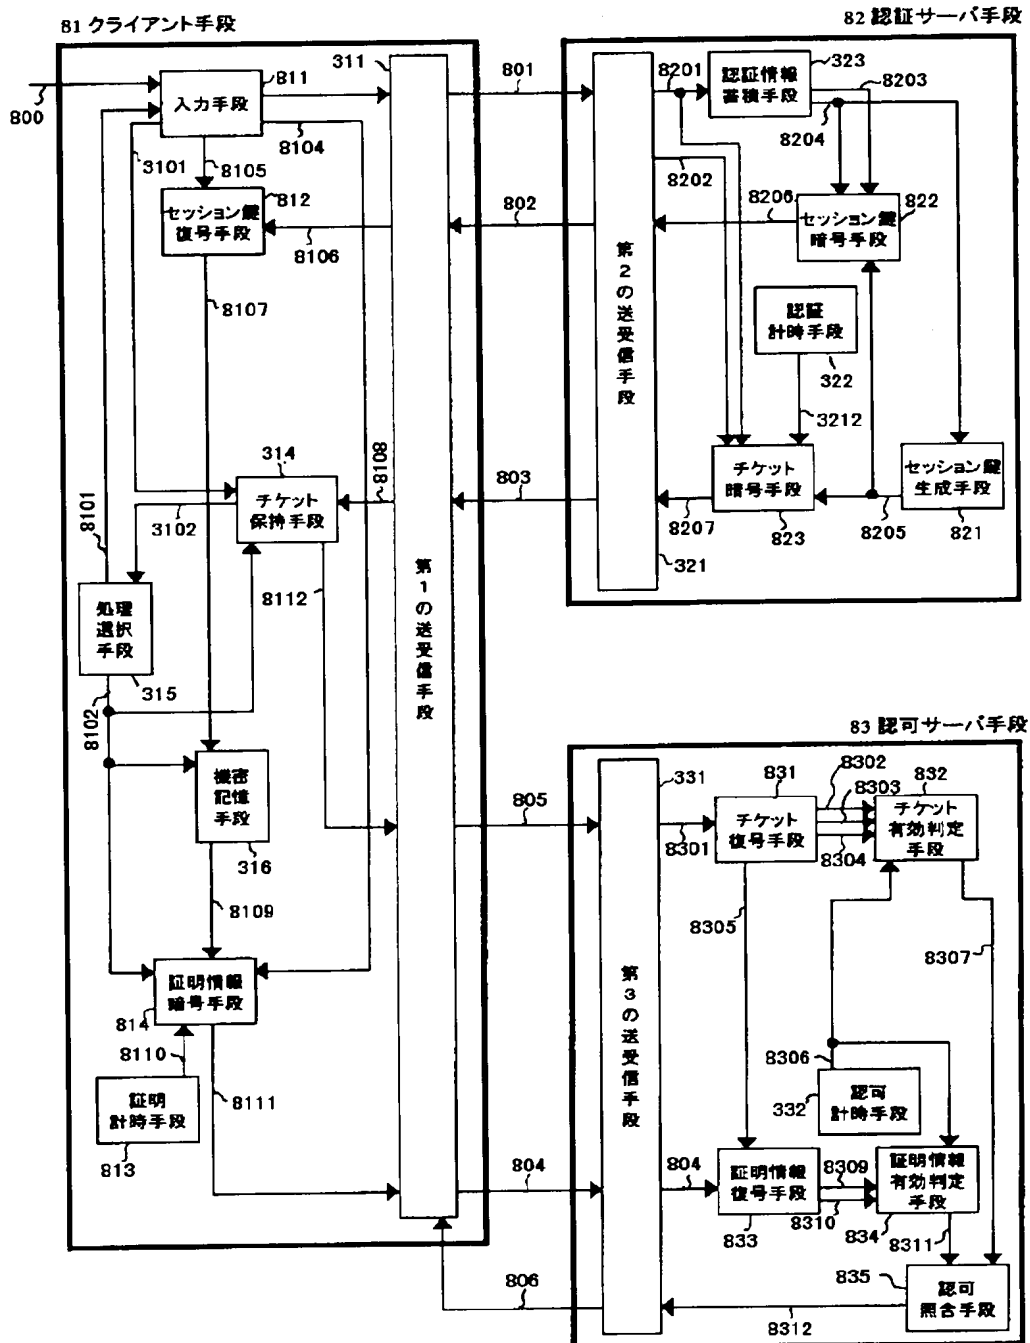 81 クライアント手段
82 認証サーバ手段
800
811
入力手段
311
801
8201
323
認証情報
蓄積手段
8203
8204
3101
8105
8104
8202
812
セッション鍵
復号手段
8106
802
8206
822
セッション鍵
暗号手段
8107
第2の送受信手段
認証
計時手段
322
3212
314
チケット
保持手段
8108
803
8207
チケット
暗号手段
823
8205
セッション鍵
生成手段
821
321
8101
3102
8112
処理
選択
手段
315
8102
第1の送受信手段
83 認可サーバ手段
機密
記憶
手段
316
805
331
8301
831
チケット
復号手段
8302
8303
8304
832
チケット
有効判定
手段
8109
8305
8307
証明情報
暗号手段
814
8110
8111
証明
計時手段
813
第3の送受信手段
8306
332
認可
計時手段
804
804
証明情報
復号手段
833
8309
8310
証明情報
有効判定
手段
834
8311
806
835
認可
照合手段
8312